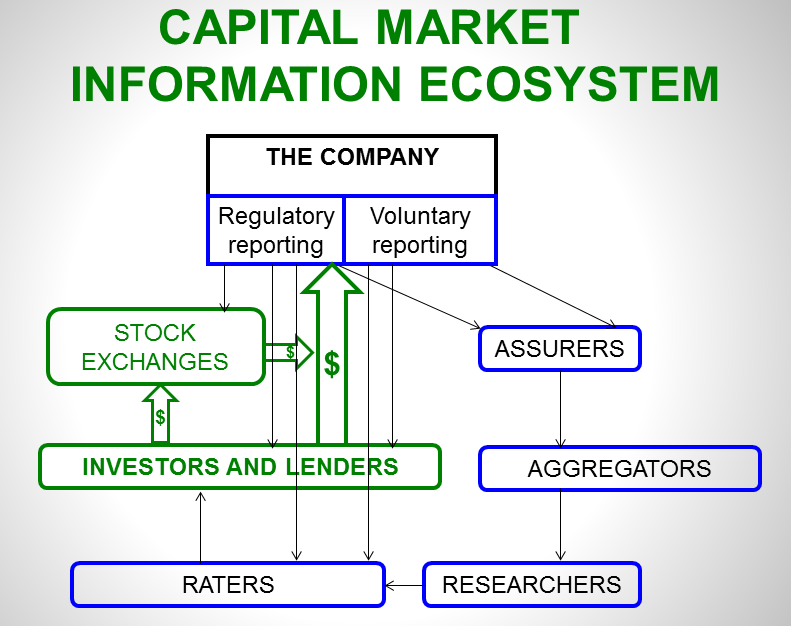 CAPITAL MARKET
INFORMATION ECOSYSTEM
THE COMPANY
Regulatory
reporting
Voluntary
reporting
STOCK
EXCHANGES
$
$
ASSURERS
$
INVESTORS AND LENDERS
AGGREGATORS
RATERS
RESEARCHERS